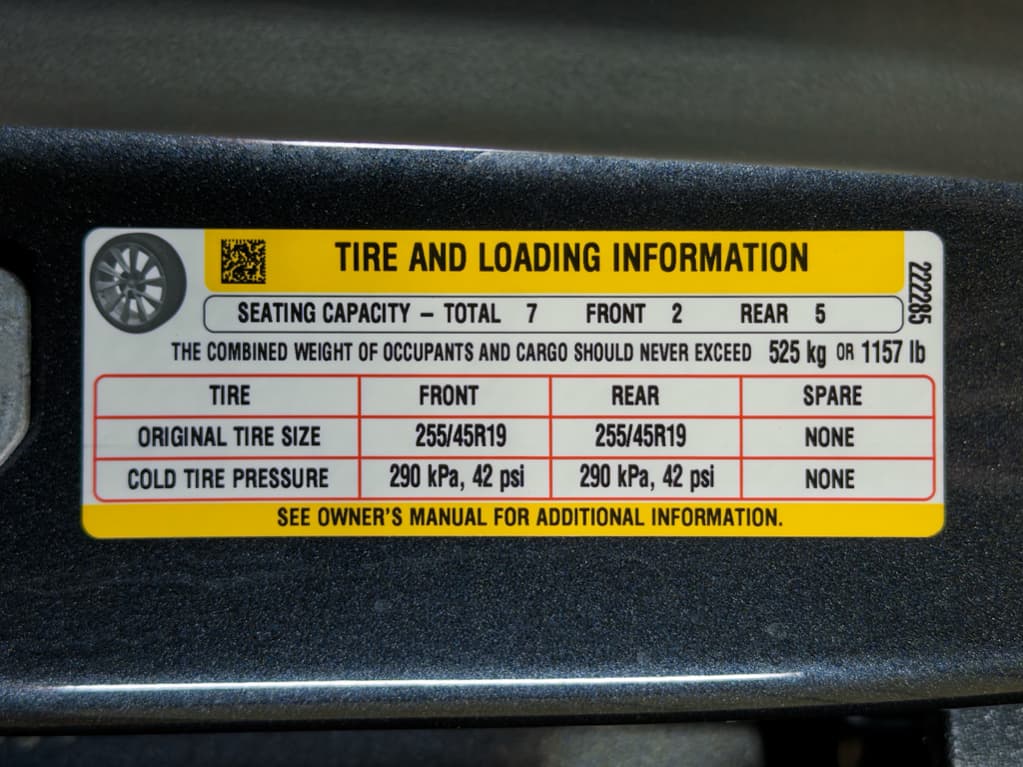 TIRE AND LOADING INFORMATION
SEATING CAPACITY – TOTAL 7 FRONT 2 REAR 5
222285
THE COMBINED WEIGHT OF OCCUPANTS AND CARGO SHOULD NEVER EXCEED 525 kg OR 1157 lb
TIRE FRONT REAR SPARE
ORIGINAL TIRE SIZE 255/45R19 255/45R19 NONE
COLD TIRE PRESSURE 290 kPa, 42 psi 290 kPa, 42 psi NONE
SEE OWNER'S MANUAL FOR ADDITIONAL INFORMATION.